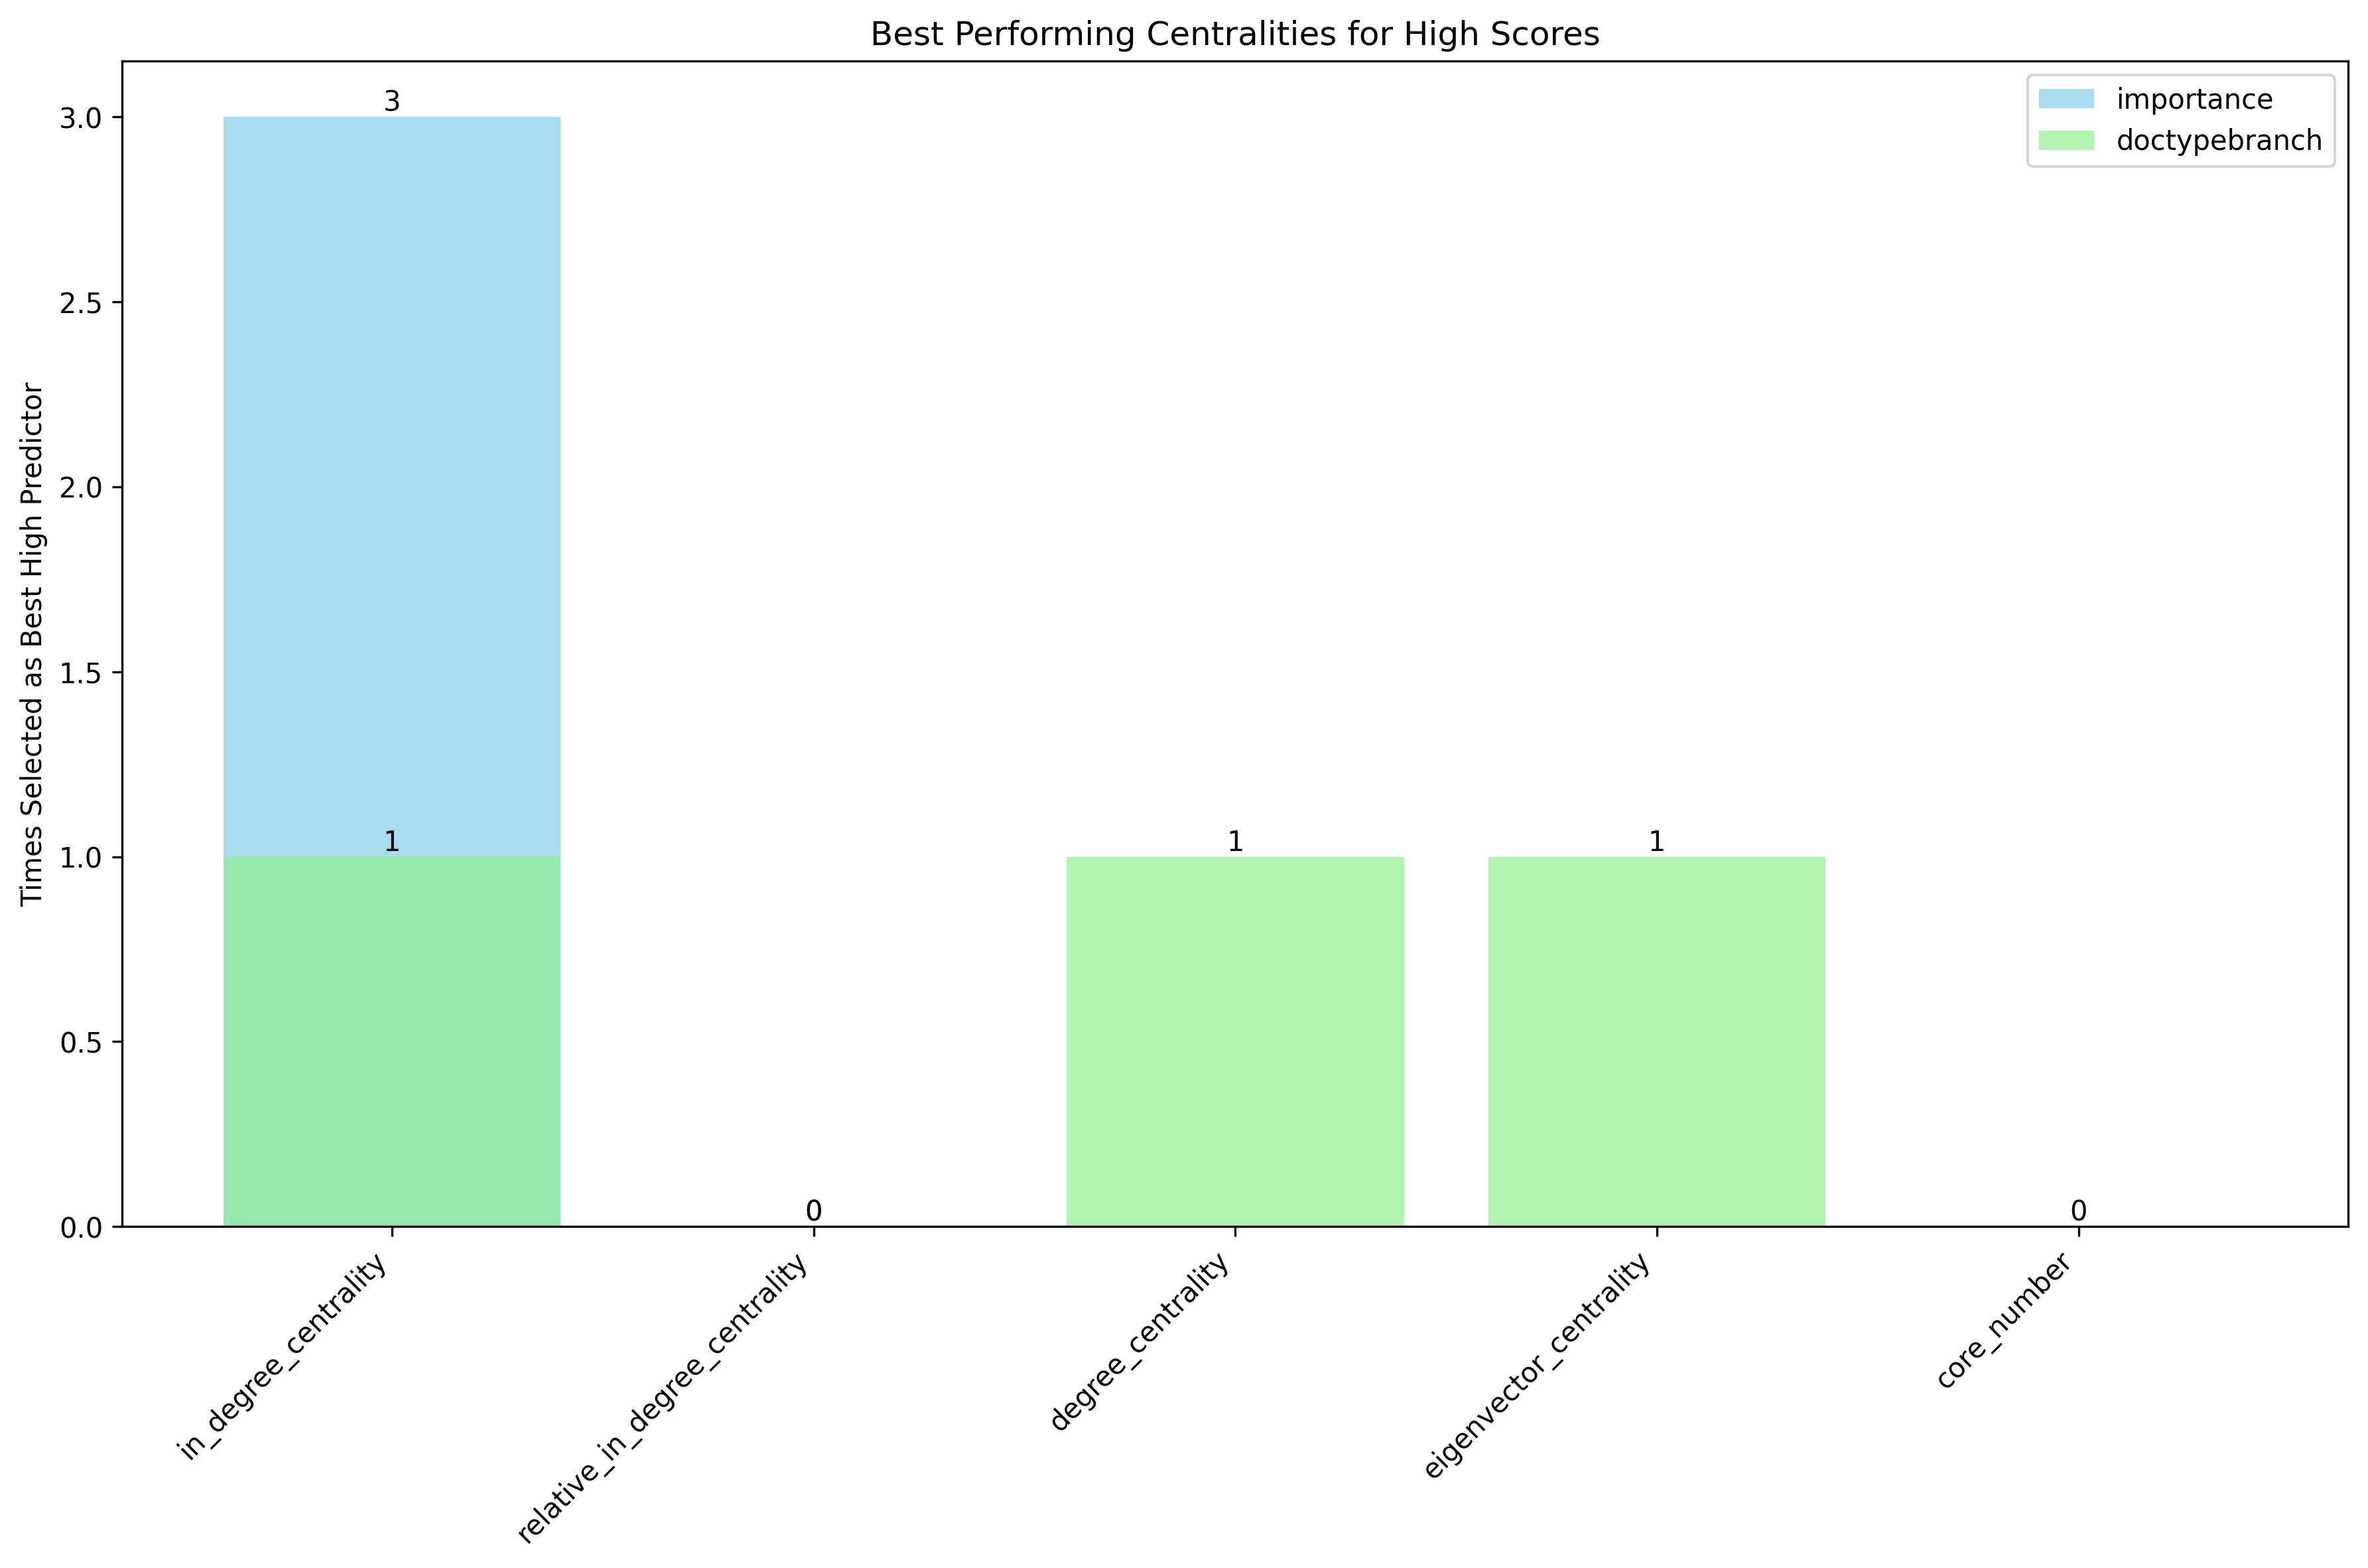 Best Performing Centralities for High Scores
importance
doctypebranch
Times Selected as Best High Predictor
3.0
2.5
2.0
1.5
1.0
0.5
0.0
3
1
0
1
1
0
in_degree_centrality
relative_in_degree_centrality
degree_centrality
eigenvector_centrality
core_number